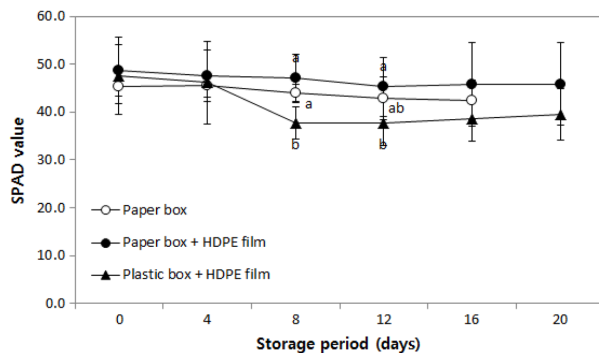 60.0
50.0
40.0
30.0
20.0
10.0
0.0
SPAD value
a
a
a
ab
b
b
Paper box
Paper box + HDPE film
Plastic box + HDPE film
0 4 8 12 16 20
Storage period (days)